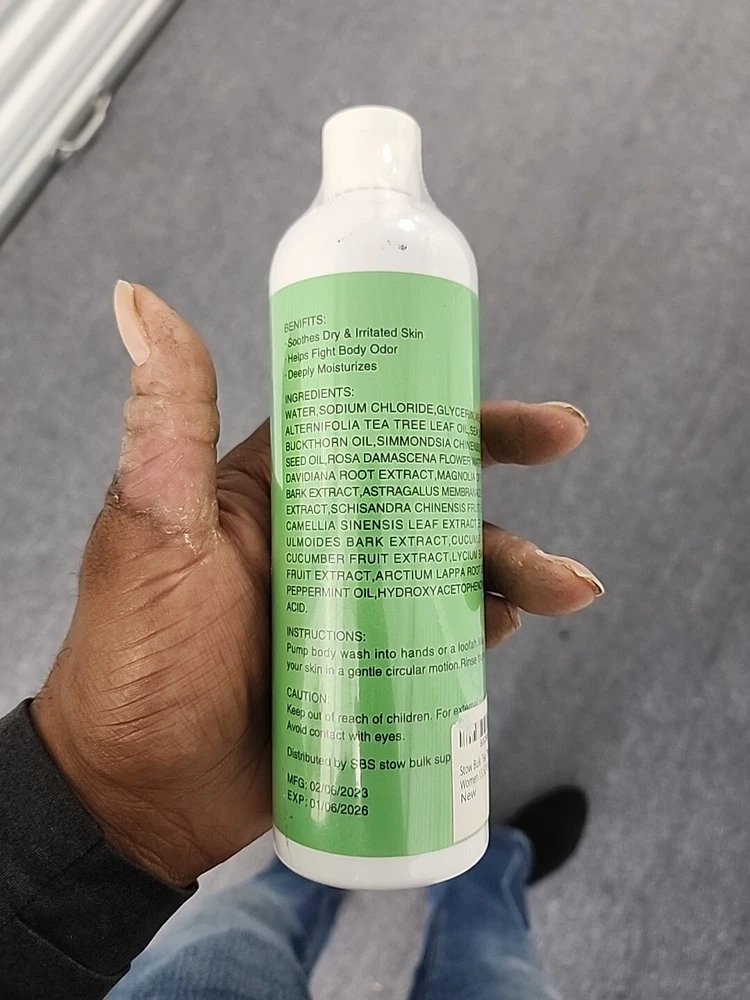 BENIFITS:
· Soothes Dry & Irritated Skin
· Helps Fight Body Odor
· Deeply Moisturizes
INGREDIENTS:
WATER,SODIUM CHLORIDE,GLYCERIN,
ALTERNIFOLIA TEA TREE LEAF OIL,SEA
BUCKTHORN OIL,SIMMONDSIA
SEED OIL,ROSA DAMASCENA FLOWER
DAVIDIANA ROOT EXTRACT,MAGNOLIA
BARK EXTRACT,ASTRAGALUS
EXTRACT,SCHISANDRA CHINENSIS
CAMELLIA SINENSIS LEAF EXTRACT
ULMOIDES BARK EXTRACT,
CUCUMBER FRUIT EXTRACT,LYCIUM
FRUIT EXTRACT,ARCTIUM LAPPA ROOT
PEPPERMINT OIL,
ACID.
INSTRUCTIONS:
Pump body wash into hands or a loofah.
your skin in a gentle circular motion.Rinse
CAUTION:
Keep out of reach of children. For
Avoid contact with eyes.
Distributed by SBS stow bulk sup
MFG: 02/06/2023
EXP: 01/06/2026
Stow Bulk
Women
New